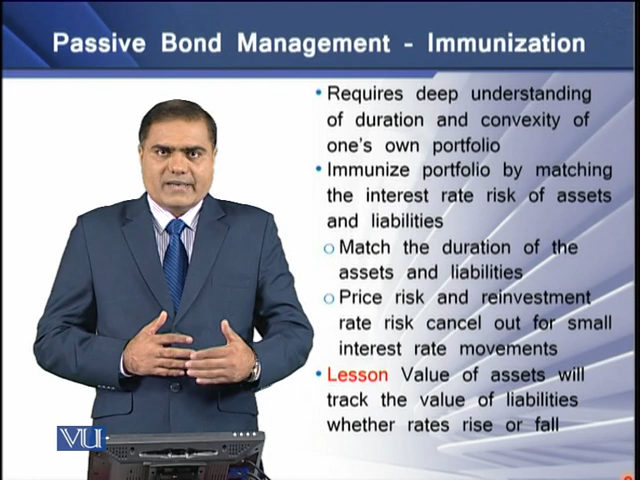 Passive Bond Management - Immunization
• Requires deep understanding
of duration and convexity of
one's own portfolio
• Immunize portfolio by matching
the interest rate risk of assets
and liabilities
o Match the duration of the
assets and liabilities
o Price risk and reinvestment
rate risk cancel out for small
interest rate movements
• Lesson Value of assets will
track the value of liabilities
whether rates rise or fall
VU